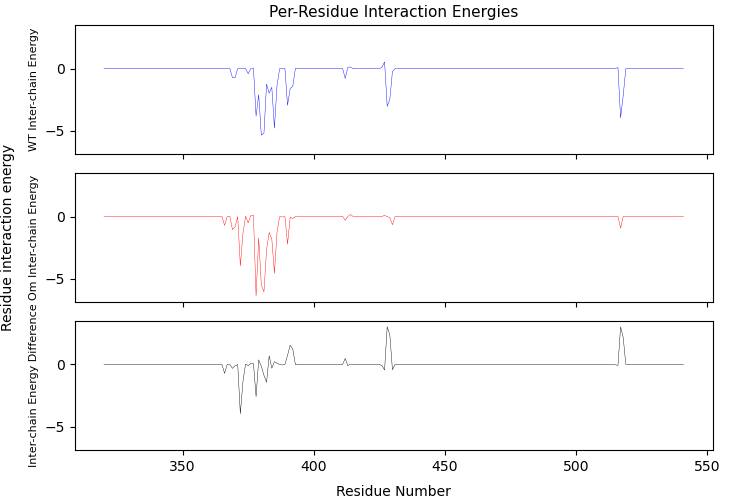 Per-Residue Interaction Energies
Residue interaction energy
WT Inter-chain Energy
0
−5
Om Inter-chain Energy
0
−5
Inter-chain Energy Difference
0
−5
350
400
450
500
550
Residue Number